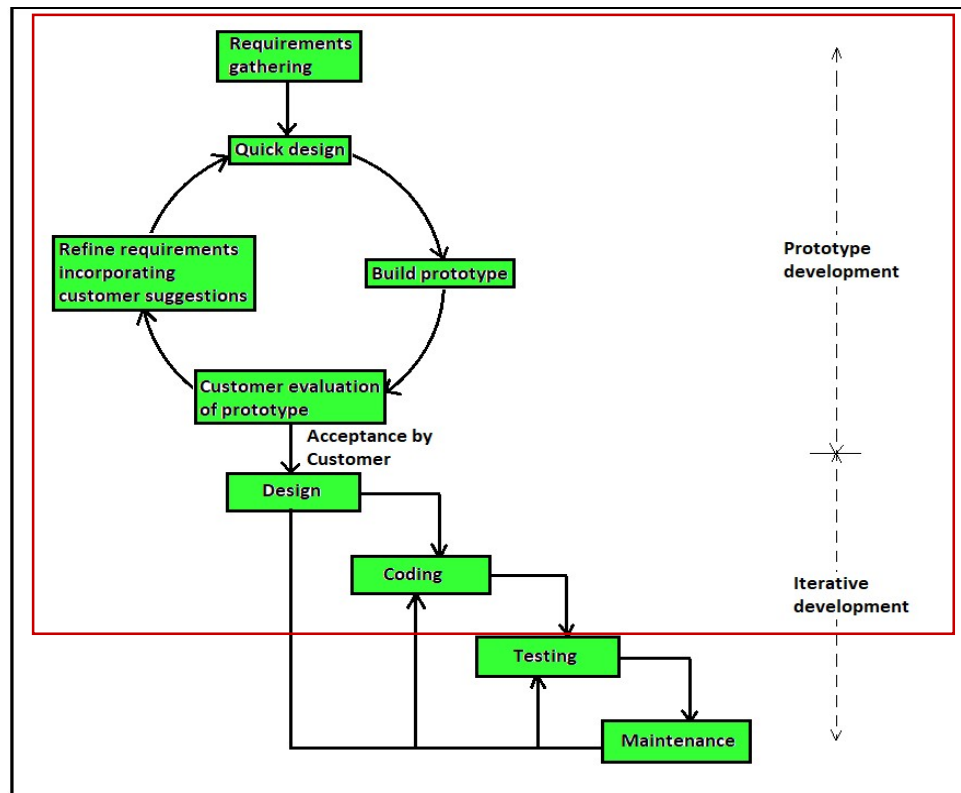 Requirements
gathering
Quick design
Refine requirements
incorporating
customer suggestions
Build prototype
Prototype
development
Customer evaluation
of prototype
Acceptance by
Customer
Design
Coding
Iterative
development
Testing
Maintenance